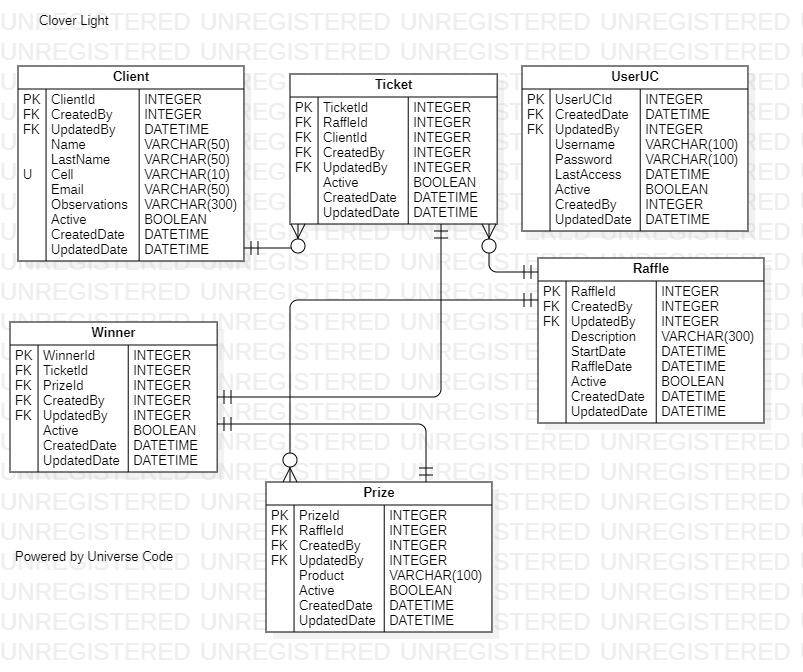 Clover Light
Client
PK ClientId INTEGER
FK CreatedBy INTEGER
FK UpdatedBy DATETIME
Name VARCHAR(50)
LastName VARCHAR(50)
U Cell VARCHAR(10)
Email VARCHAR(50)
Observations VARCHAR(300)
Active BOOLEAN
CreatedDate DATETIME
UpdatedDate DATETIME
Ticket
PK TicketId INTEGER
FK RaffleId INTEGER
FK ClientId INTEGER
FK CreatedBy INTEGER
FK UpdatedBy INTEGER
Active BOOLEAN
CreatedDate DATETIME
UpdatedDate DATETIME
UserUC
PK UserUCId INTEGER
FK CreatedDate DATETIME
FK UpdatedBy INTEGER
Username VARCHAR(100)
Password VARCHAR(100)
LastAccess DATETIME
Active BOOLEAN
CreatedBy INTEGER
UpdatedDate DATETIME
Raffle
PK RaffleId INTEGER
FK CreatedBy INTEGER
FK UpdatedBy INTEGER
Description VARCHAR(300)
StartDate DATETIME
RaffleDate DATETIME
Active BOOLEAN
CreatedDate DATETIME
UpdatedDate DATETIME
Winner
PK WinnerId INTEGER
FK TicketId INTEGER
FK PrizeId INTEGER
FK CreatedBy INTEGER
FK UpdatedBy INTEGER
Active BOOLEAN
CreatedDate DATETIME
UpdatedDate DATETIME
Prize
PK PrizeId INTEGER
FK RaffleId INTEGER
FK CreatedBy INTEGER
FK UpdatedBy INTEGER
Product VARCHAR(100)
Active BOOLEAN
CreatedDate DATETIME
UpdatedDate DATETIME
Powered by Universe Code
UNREGISTERED